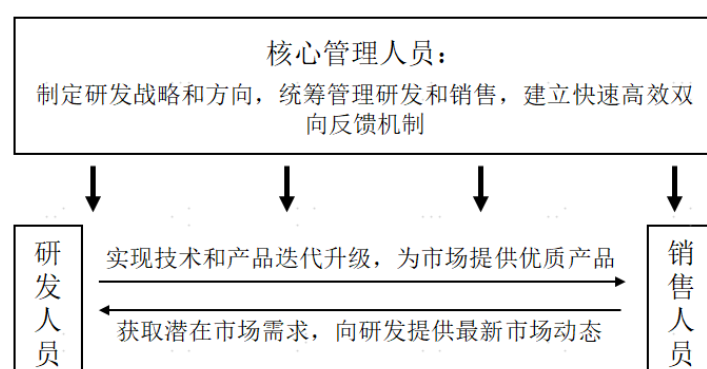 核心管理人员：
制定研发战略和方向，统筹管理研发和销售，建立快速高效双
向反馈机制
研发人员
实现技术和产品迭代升级，为市场提供优质产品
获取潜在市场需求，向研发提供最新市场动态
销售人员